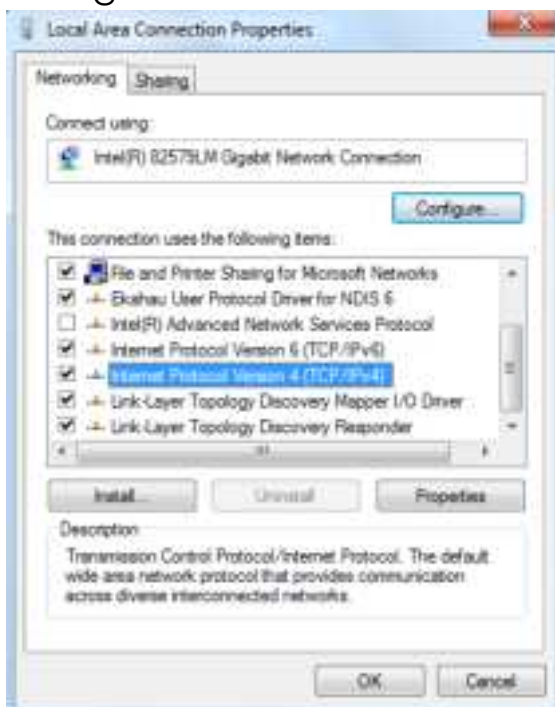 Local Area Connection Properties
Networking
Sharing
Connect using:
Intel(R) 82579LM Gigabit Network Connection
Configure...
This connection uses the following items:
File and Printer Sharing for Microsoft Networks
Ekahau User Protocol Driver for NDIS 6
Intel(R) Advanced Network Services Protocol
Internet Protocol Version 6 (TCP/IPv6)
Internet Protocol Version 4 (TCP/IPv4)
Link-Layer Topology Discovery Mapper I/O Driver
Link-Layer Topology Discovery Responder
Install...
Uninstall
Properties
Description
Transmission Control Protocol/Internet Protocol. The default
wide area network protocol that provides communication
across diverse interconnected networks.
OK
Cancel